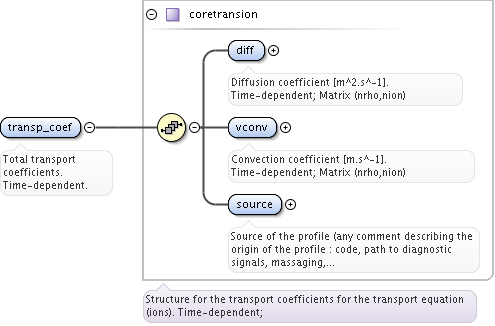 coretransion
diff
Diffusion coefficient [m^2.s^-1].
Time-dependent; Matrix (nrho,nion)
transp_coef
Total transport
coefficients.
Time-dependent.
vconv
Convection coefficient [m.s^-1].
Time-dependent; Matrix (nrho,nion)
source
Source of the profile (any comment describing the
origin of the profile : code, path to diagnostic
signals, massaging,...
Structure for the transport coefficients for the transport equation
(ions). Time-dependent;